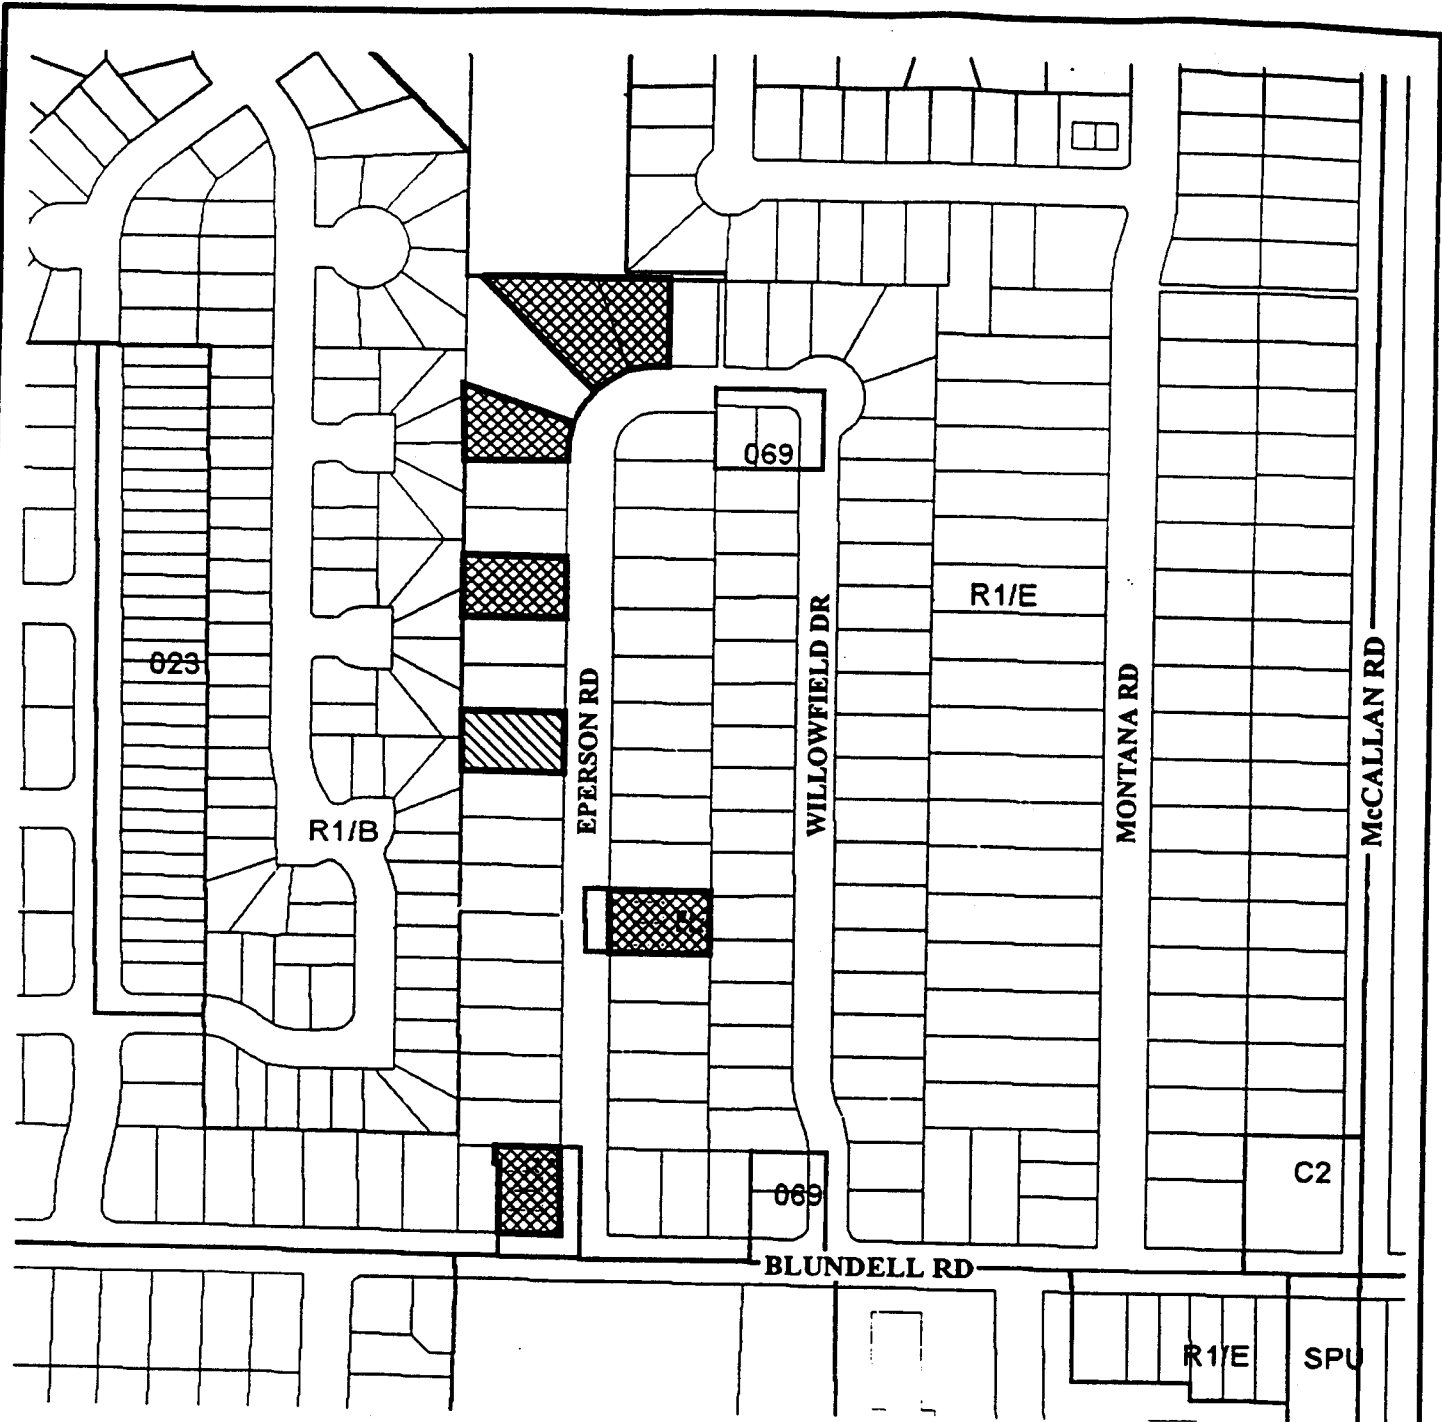 069
R1/E
023
EPERSON RD
WILLOWFIELD DR
MONTANA RD
McCALLAN RD
R1/B
C2
069
BLUNDELL RD
R1/E
SPU